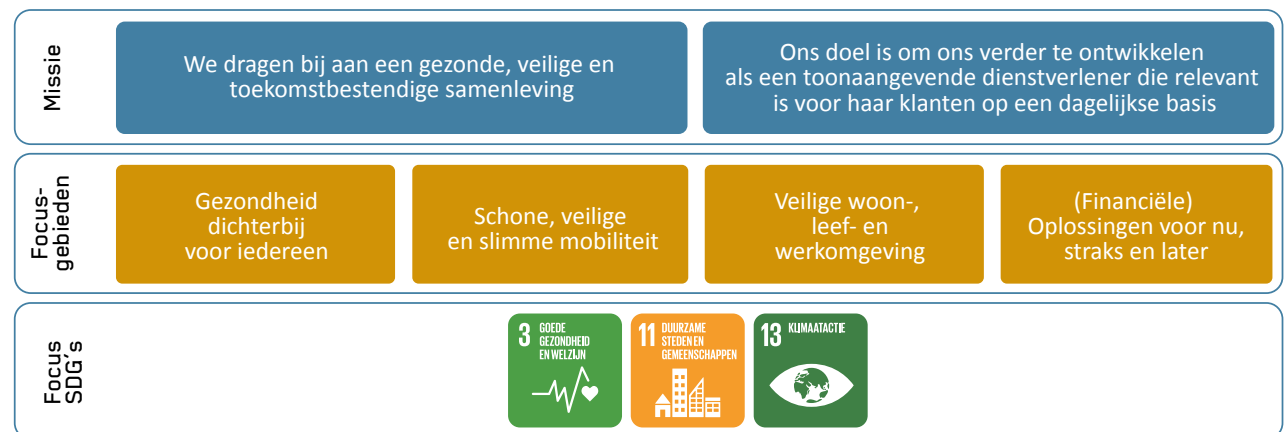 Missie
We dragen bij aan een gezonde, veilige en
toekomstbestendige samenleving
Ons doel is om ons verder te ontwikkelen
als een toonaangevende dienstverlener die relevant
is voor haar klanten op een dagelijkse basis
Focus-
gebieden
Gezondheid
dichterbij
voor iedereen
Schone, veilige
en slimme mobiliteit
Veilige woon-,
leef- en
werkomgeving
(Financiële)
Oplossingen voor nu,
straks en later
Focus
SDG's
3 GOEDE
GEZONDHEID
EN WELZIJN
11 DUURZAME
STEDEN EN
GEMEENSCHAPPEN
13 KLIMAATACTIE